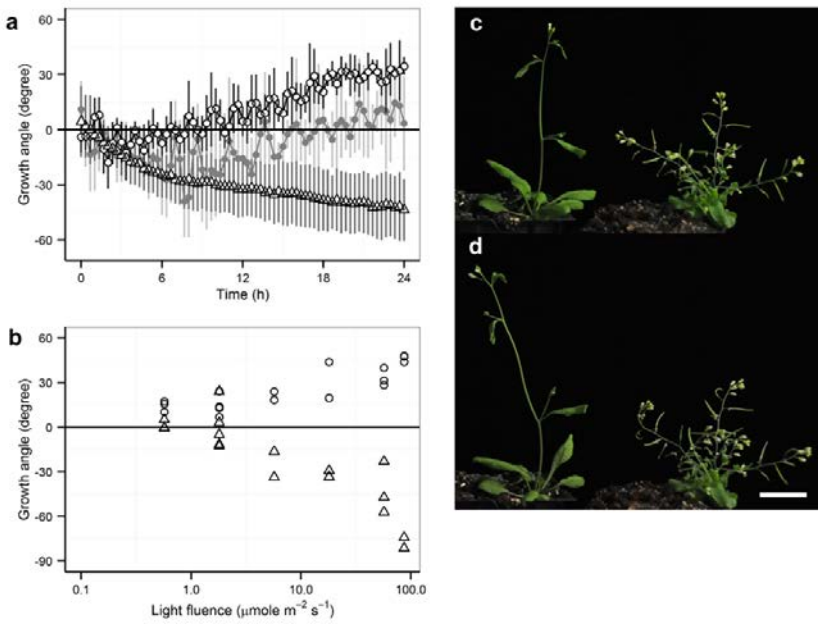 a
60
30
0
-30
-60
Growth angle (degree)
0
6
12
18
24
Time (h)
b
60
30
0
-30
-60
-90
Growth angle (degree)
0.1
1.0
10.0
100.0
Light fluence (μmole m⁻² s⁻¹)
c
d